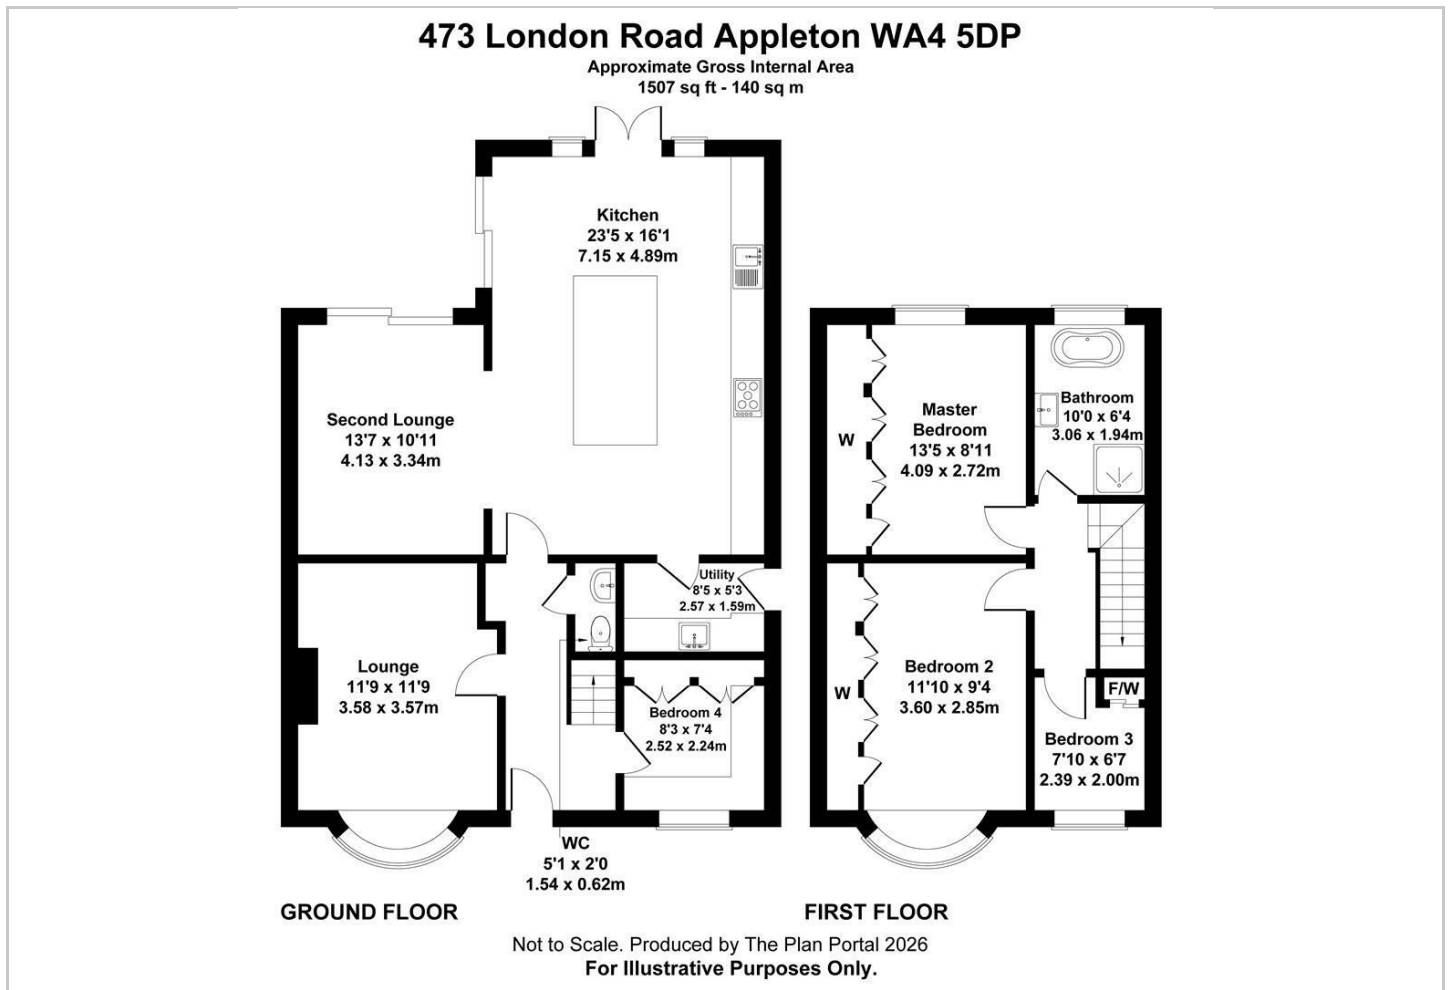 473 London Road Appleton WA4 5DP
Approximate Gross Internal Area
1507 sq ft - 140 sq m
Kitchen
23'5 x 16'1
7.15 x 4.89m
Second Lounge
13'7 x 10'11
4.13 x 3.34m
Utility
8'5 x 5'3
2.57 x 1.59m
Lounge
11'9 x 11'9
3.58 x 3.57m
Bedroom 4
8'3 x 7'4
2.52 x 2.24m
WC
5'1 x 2'0
1.54 x 0.62m
GROUND FLOOR
W
Master
Bedroom
13'5 x 8'11
4.09 x 2.72m
Bathroom
10'0 x 6'4
3.06 x 1.94m
W
Bedroom 2
11'10 x 9'4
3.60 x 2.85m
F/W
Bedroom 3
7'10 x 6'7
2.39 x 2.00m
FIRST FLOOR
Not to Scale. Produced by The Plan Portal 2026
For Illustrative Purposes Only.